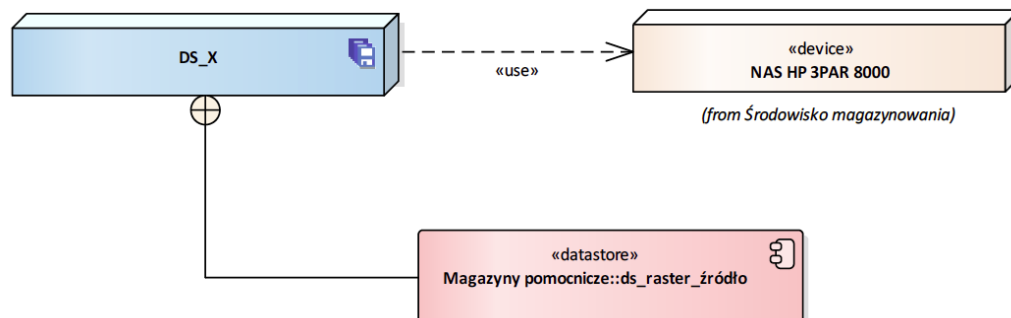 DS_X
«use»
«device»
NAS HP 3PAR 8000
(from Środowisko magazynowania)
«datastore»
Magazyny pomocnicze::ds_raster_źródło